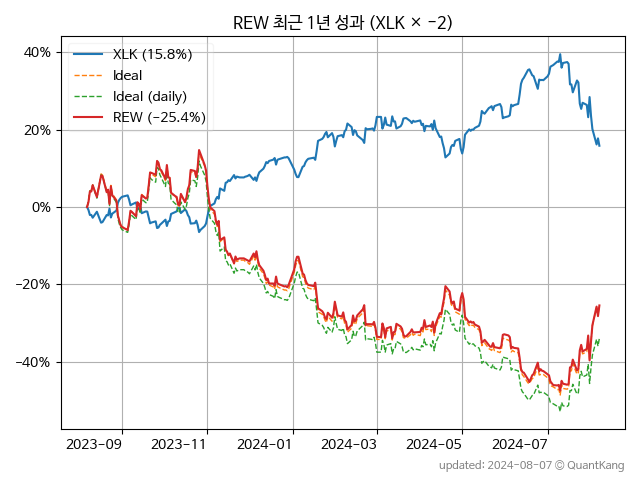 REW 최근 1년 성과 (XLK × −2)
XLK (15.8%)
Ideal
Ideal (daily)
REW (−25.4%)
40%
20%
0%
−20%
−40%
2023-09 2023-11 2024-01 2024-03 2024-05 2024-07
updated: 2024-08-07 © QuantKang